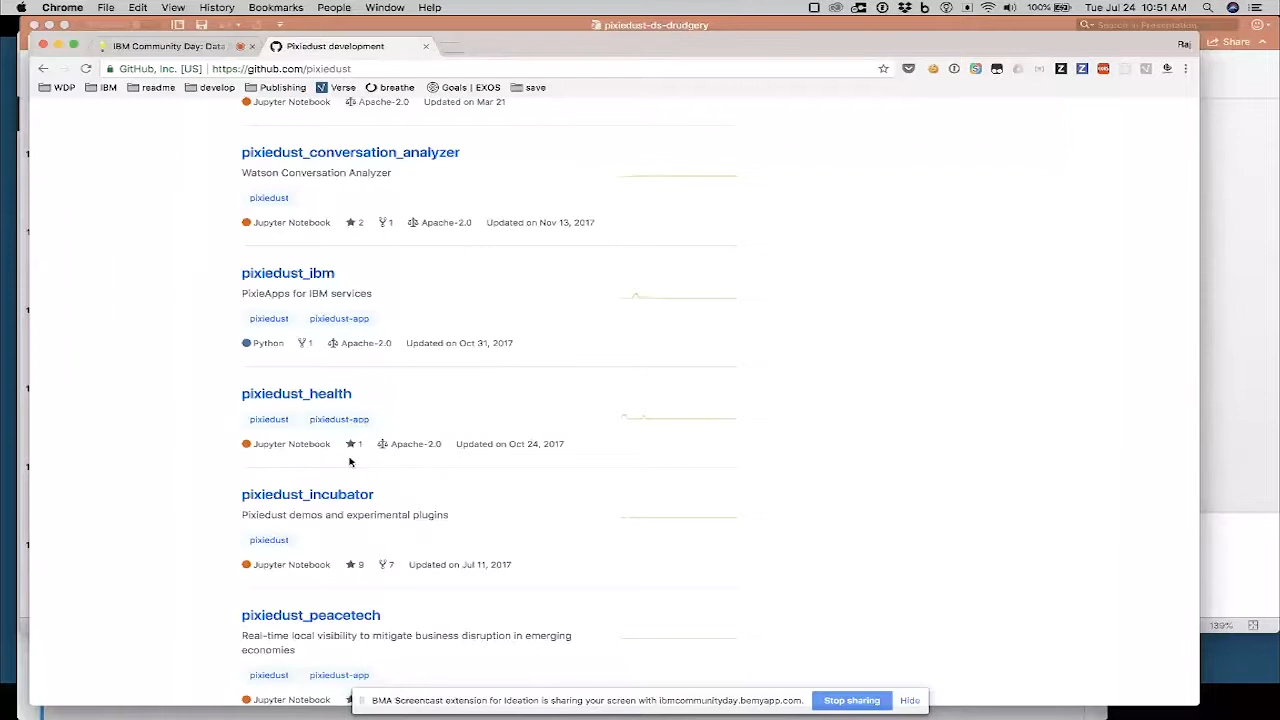 Chrome File Edit View History Bookmarks People Window Help 100% Tue Jul 24 10:51 AM
pixiedust-ds-drudgery Search in Presentation
IBM Community Day: Data Pixiedust development Raj Share
GitHub, Inc. [US] https://github.com/pixiedust
WDP IBM readme develop Publishing Verse breathe Goals | EXOS save
Jupyter Notebook Apache-2.0 Updated on Mar 21
pixiedust_conversation_analyzer
Watson Conversation Analyzer
pixiedust
Jupyter Notebook 2 1 Apache-2.0 Updated on Nov 13, 2017
pixiedust_ibm
PixieApps for IBM services
pixiedust pixiedust-app
Python 1 Apache-2.0 Updated on Oct 31, 2017
pixiedust_health
pixiedust pixiedust-app
Jupyter Notebook 1 Apache-2.0 Updated on Oct 24, 2017
pixiedust_incubator
Pixiedust demos and experimental plugins
pixiedust
Jupyter Notebook 9 7 Updated on Jul 11, 2017
pixiedust_peacetech
Real-time local visibility to mitigate business disruption in emerging
economies
139%
pixiedust pixiedust-app
Jupyter Notebook
BMA Screencast extension for Ideation is sharing your screen with ibmcommunityday.bemyapp.com. Stop sharing Hide